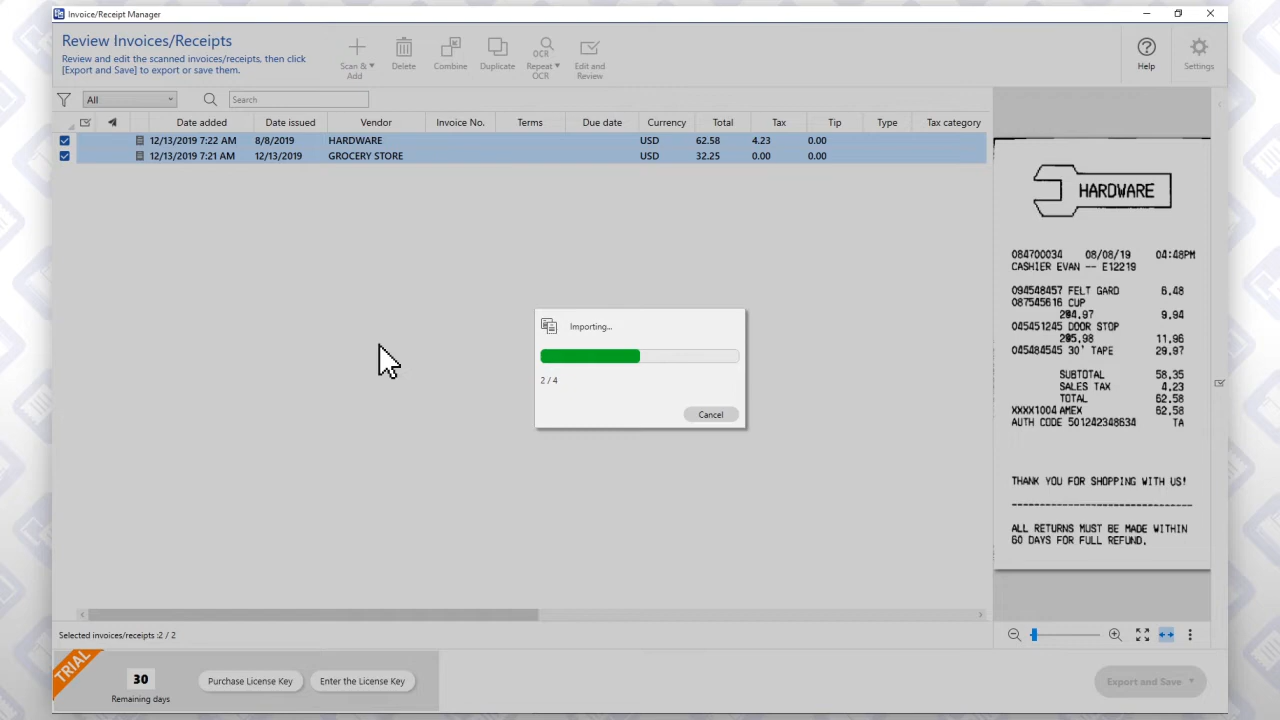 Invoice/Receipt Manager
Review Invoices/Receipts
Review and edit the scanned invoices/receipts, then click
[Export and Save] to export or save them.
Scan & Add
Delete
Combine
Duplicate
OCR
Repeat OCR
Edit and Review
Help
Settings
All
Search
Date added Date issued Vendor Invoice No. Terms Due date Currency Total Tax Tip Type Tax category
12/13/2019 7:22 AM 8/8/2019 HARDWARE USD 62.58 4.23 0.00
12/13/2019 7:21 AM 12/13/2019 GROCERY STORE USD 32.25 0.00 0.00
Importing...
2 / 4
Cancel
HARDWARE
084700034 08/08/19 04:48PM
CASHIER EVAN -- E12219
094548457 FELT GARD 6.48
087545616 CUP
2@4.97 9.94
045451245 DOOR STOP
2@5.98 11.96
045484545 30' TAPE 29.97
SUBTOTAL 58.35
SALES TAX 4.23
TOTAL 62.58
XXXX1004 AMEX 62.58
AUTH CODE 501242348634 TA
THANK YOU FOR SHOPPING WITH US!
ALL RETURNS MUST BE MADE WITHIN
60 DAYS FOR FULL REFUND.
Selected invoices/receipts :2 / 2
TRIAL
30
Remaining days
Purchase License Key
Enter the License Key
Export and Save